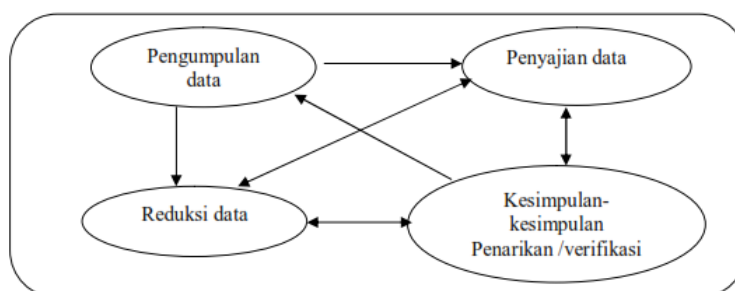 Pengumpulan
data
Penyajian data
Reduksi data
Kesimpulan-
kesimpulan
Penarikan /verifikasi